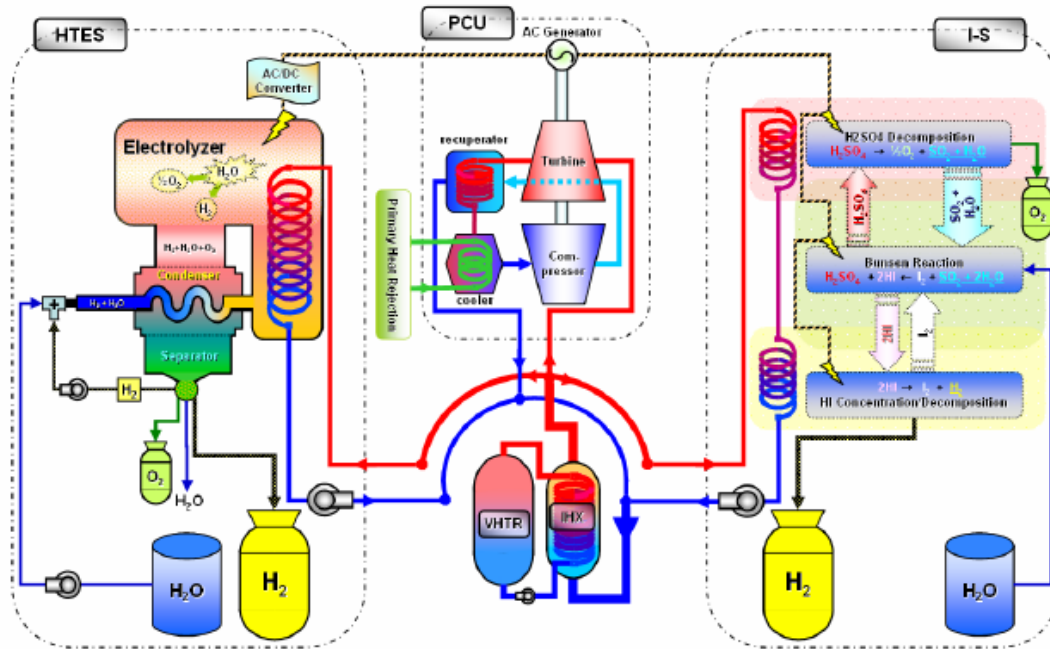 HTES
PCU
I-S
AC Generator
AC/DC
Converter
Electrolyzer
½O₂
H₂O
H₂
H₂+H₂O+O₂
Condenser
H₂+H₂O
Separator
H₂
O₂
H₂O
H₂O
H₂
recuperator
Turbine
Com-
pressor
cooler
Primary Heat Rejection
VHTR
IHX
H2SO4 Decomposition
H₂SO₄ → ½O₂ + SO₂ + H₂O
H₂SO₄
SO₂ +
H₂O
O₂
Bunsen Reaction
H₂SO₄ + 2HI ← I₂ + SO₂ + 2H₂O
2HI
I₂
2HI → I₂ + H₂
HI Concentration/Decomposition
H₂
H₂O